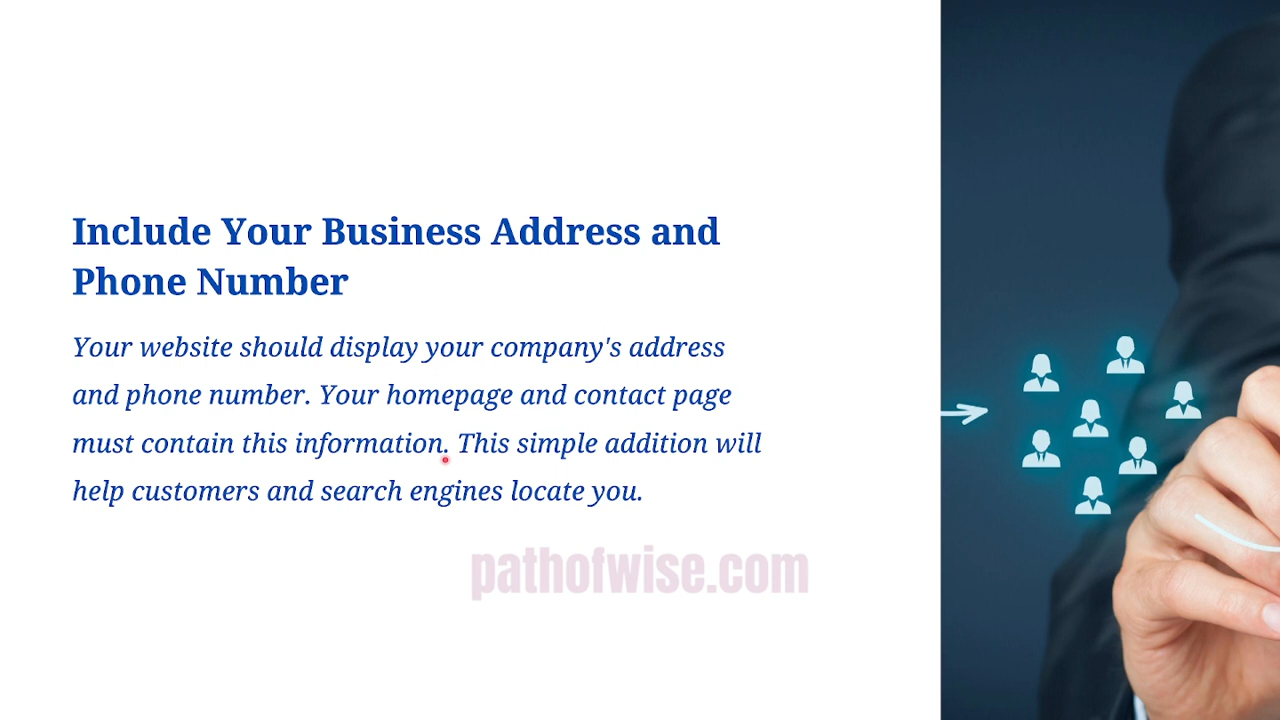 Include Your Business Address and
Phone Number
Your website should display your company's address
and phone number. Your homepage and contact page
must contain this information. This simple addition will
help customers and search engines locate you.
pathofwise.com